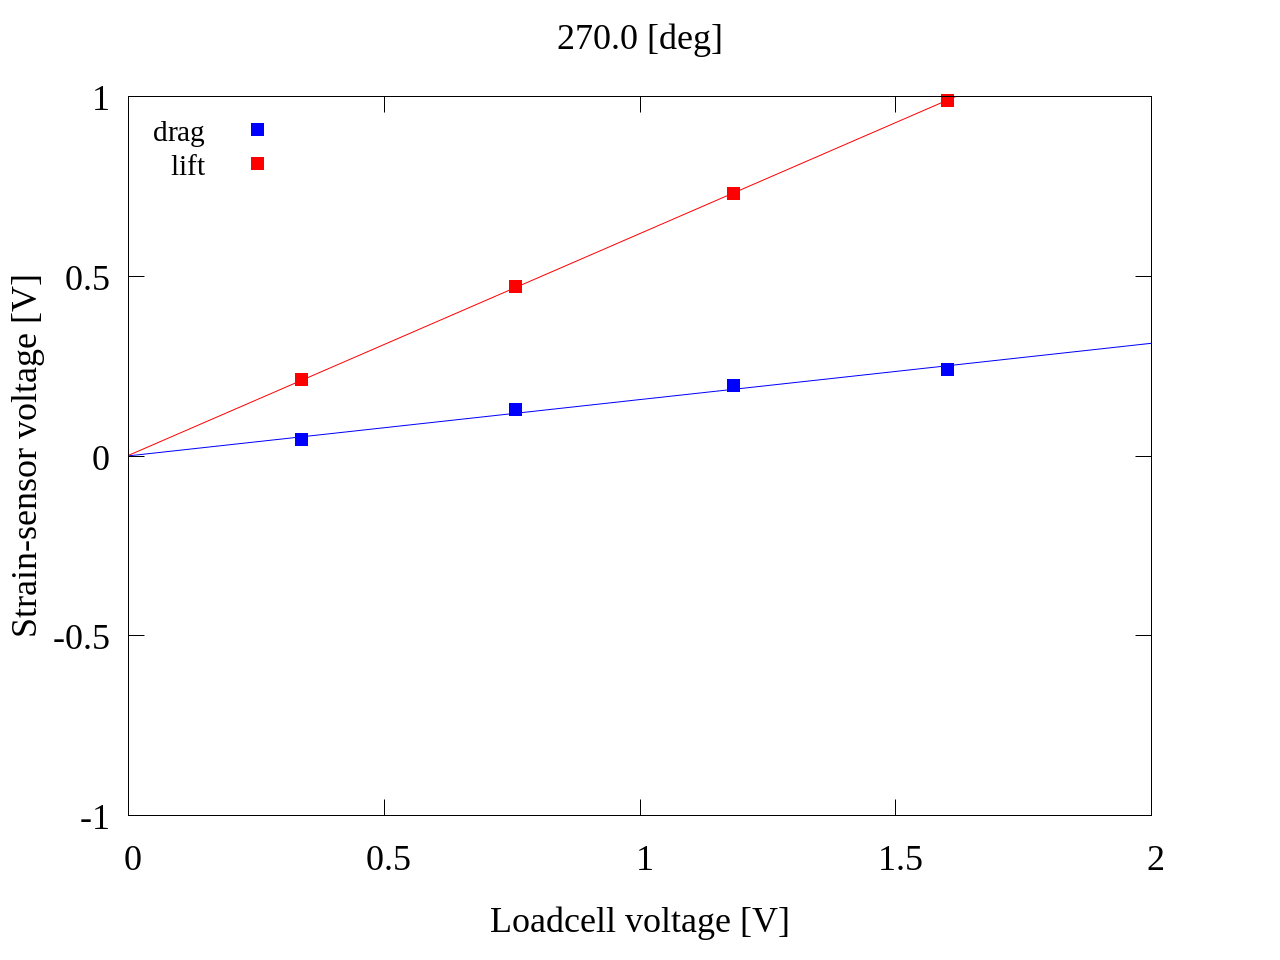 270.0 [deg]
drag
lift
1
0.5
0
-0.5
-1
Strain-sensor voltage [V]
0 0.5 1 1.5 2
Loadcell voltage [V]